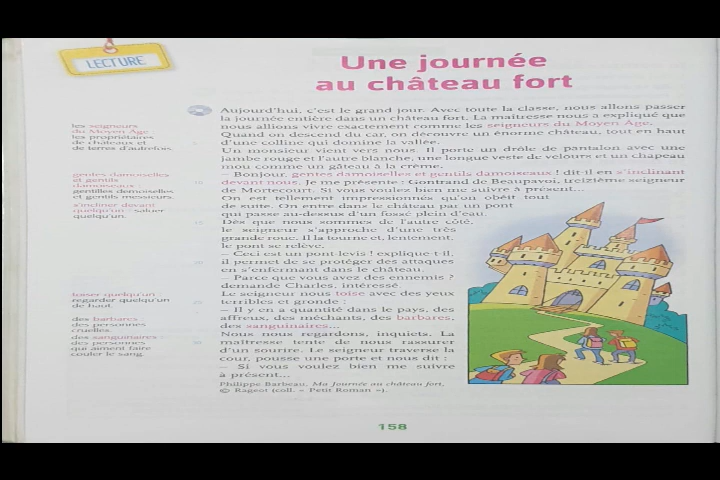 LECTURE
Une journée
au château fort
Aujourd'hui, c'est le grand jour. Avec toute la classe, nous allons passer
la journée entière dans un château fort. La maîtresse nous a expliqué que
nous allions vivre exactement comme les seigneurs du Moyen Âge.
Quand on descend du car, on découvre un énorme château, tout en haut
d'une colline qui domine la vallée.
Un monsieur vient vers nous. Il porte un drôle de pantalon avec une
jambe rouge et l'autre blanche, une longue veste de velours et un chapeau
mou comme un gâteau à la crème.
– Bonjour, gentes damoiselles et gentils damoiseaux ! dit-il en s'inclinant
devant nous. Je me présente : Gontrand de Beaupavoi, treizième seigneur
de Mortecourt. Si vous voulez bien me suivre à présent...
On est tellement impressionnés qu'on obéit tout
de suite. On entre dans le château par un pont
qui passe au-dessus d'un fossé plein d'eau.
Dès que nous sommes de l'autre côté,
le seigneur s'approche d'une très
grande roue. Il la tourne et, lentement,
le pont se relève.
– Ceci est un pont-levis ! explique-t-il,
il permet de se protéger des attaques
en s'enfermant dans le château.
– Parce que vous avez des ennemis ?
demande Charles, intéressé.
Le seigneur nous toise avec des yeux
terribles et gronde :
– Il y en a quantité dans le pays, des
affreux, des méchants, des barbares,
des sanguinaires...
Nous nous regardons, inquiets. La
maîtresse tente de nous rassurer
d'un sourire. Le seigneur traverse la
cour, pousse une porte et nous dit :
– Si vous voulez bien me suivre
à présent...
Philippe Barbeau, Ma Journée au château fort,
© Rageot (coll. « Petit Roman »).
les seigneurs
du Moyen Âge :
les propriétaires
de châteaux et
de terres d'autrefois.
gentes damoiselles
et gentils
damoiseaux :
gentilles demoiselles
et gentils messieurs.
s'incliner devant
quelqu'un : saluer
quelqu'un.
toiser quelqu'un :
regarder quelqu'un
de haut.
des barbares :
des personnes
cruelles.
des sanguinaires :
des personnes
qui aiment faire
couler le sang.
158